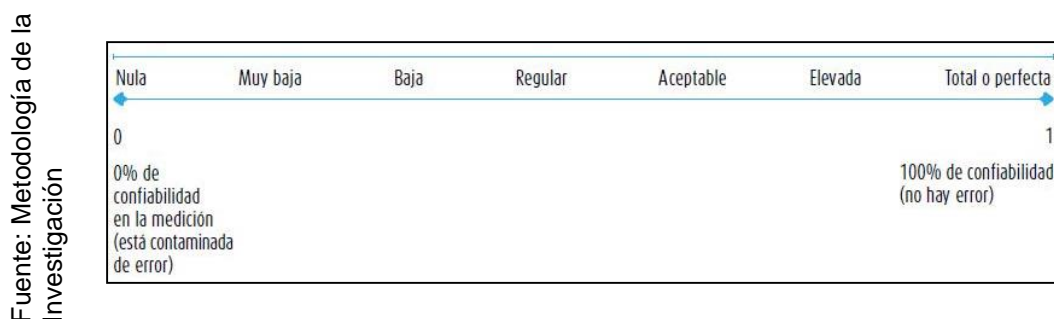 Fuente: Metodología de la
Investigación
Nula Muy baja Baja Regular Aceptable Elevada Total o perfecta
0 1
0% de
confiabilidad
en la medición
(está contaminada
de error)
100% de confiabilidad
(no hay error)